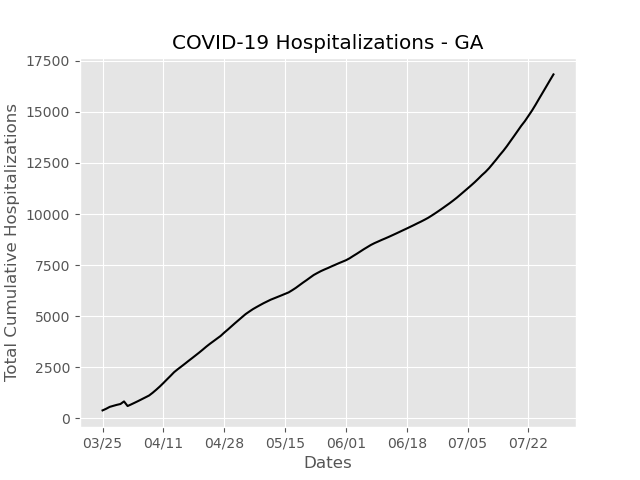 COVID-19 Hospitalizations - GA
Total Cumulative Hospitalizations
17500
15000
12500
10000
7500
5000
2500
0
03/25 04/11 04/28 05/15 06/01 06/18 07/05 07/22
Dates